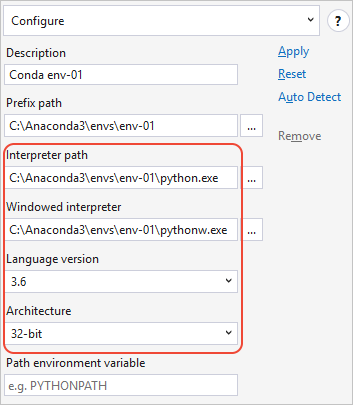 Configure
?
Description
Conda env-01
Apply
Reset
Auto Detect
Remove
Prefix path
C:\Anaconda3\envs\env-01
...
Interpreter path
C:\Anaconda3\envs\env-01\python.exe
...
Windowed interpreter
C:\Anaconda3\envs\env-01\pythonw.exe
...
Language version
3.6
Architecture
32-bit
Path environment variable
e.g. PYTHONPATH